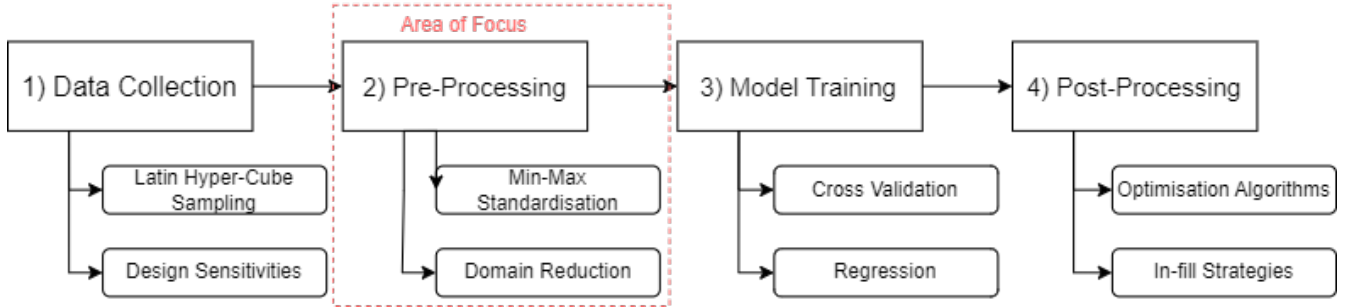 Area of Focus
1) Data Collection
2) Pre-Processing
3) Model Training
4) Post-Processing
Latin Hyper-Cube
Sampling
Min-Max
Standardisation
Cross Validation
Optimisation Algorithms
Design Sensitivities
Domain Reduction
Regression
In-fill Strategies